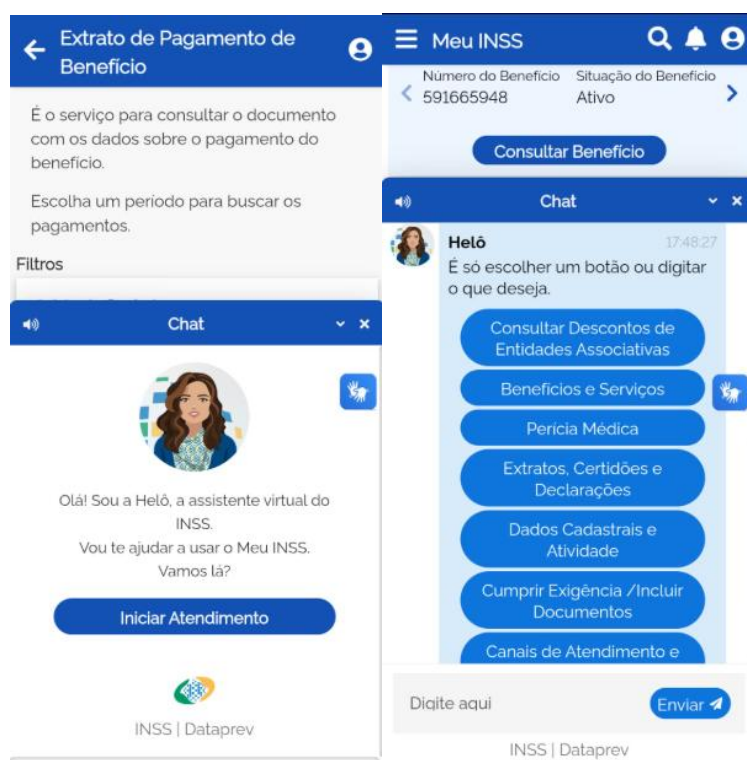 Extrato de Pagamento de
Benefício
É o serviço para consultar o documento
com os dados sobre o pagamento do
benefício.
Escolha um período para buscar os
pagamentos.
Filtros
Chat
Olá! Sou a Helô, a assistente virtual do
INSS.
Vou te ajudar a usar o Meu INSS.
Vamos lá?
Iniciar Atendimento
INSS | Dataprev
Meu INSS
Número do Benefício Situação do Benefício
591665948 Ativo
Consultar Benefício
Chat
Helô 17:48:27
É só escolher um botão ou digitar
o que deseja.
Consultar Descontos de
Entidades Associativas
Benefícios e Serviços
Perícia Médica
Extratos, Certidões e
Declarações
Dados Cadastrais e
Atividade
Cumprir Exigência /Incluir
Documentos
Canais de Atendimento e
Digite aqui Enviar
INSS | Dataprev